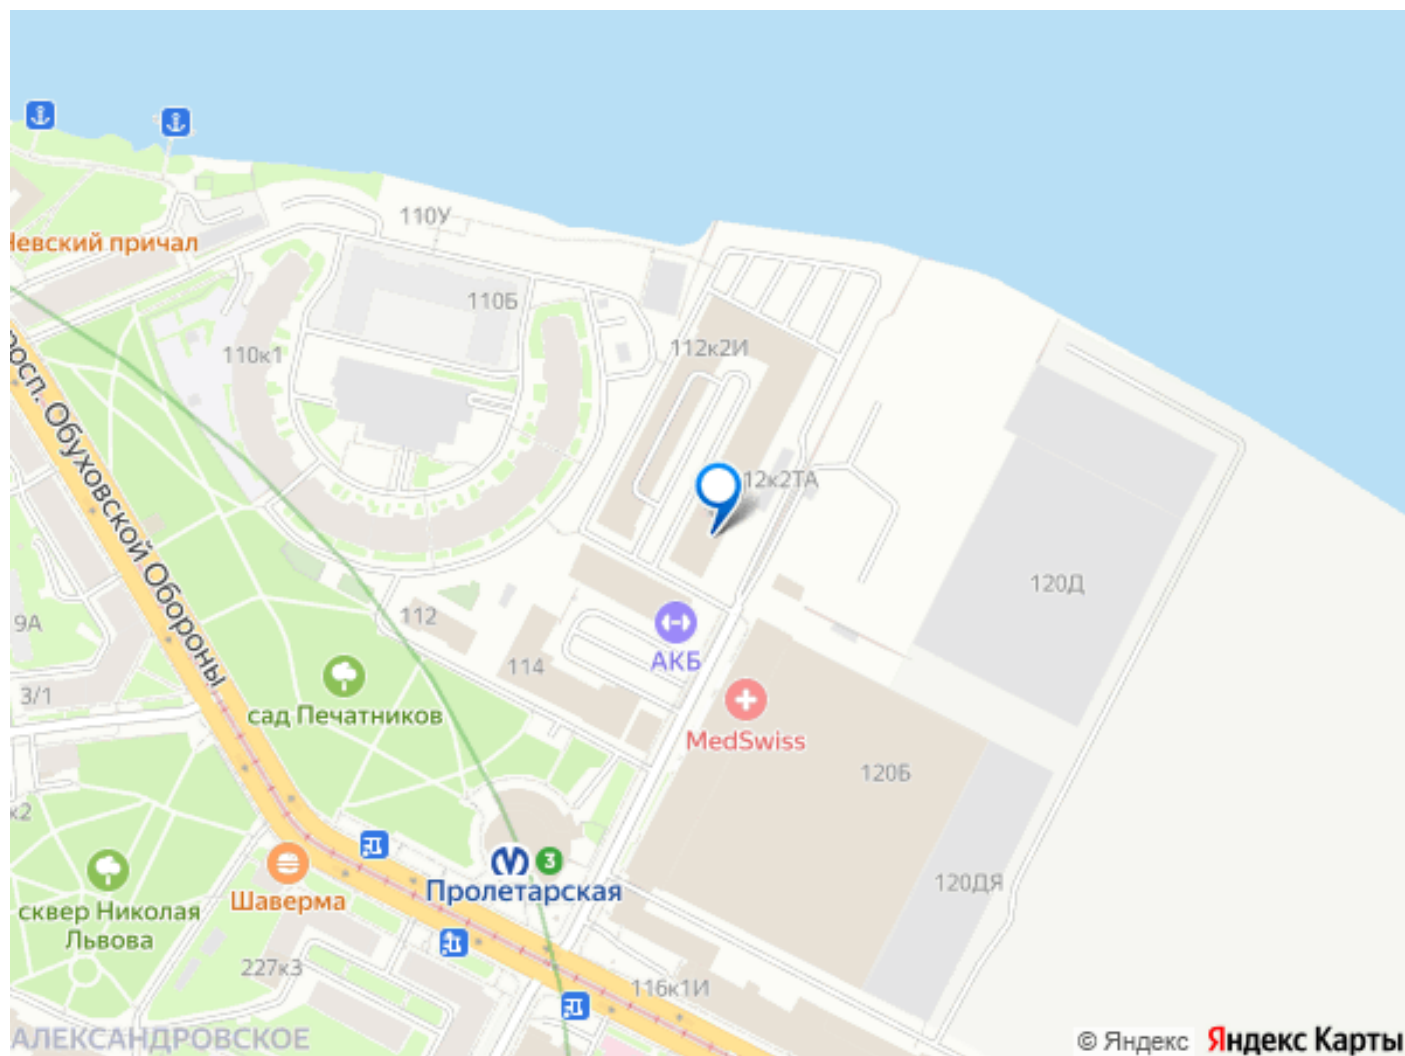 110У
Невский причал
110Б
110к1
112к2И
12к2ТА
просп. Обуховской Обороны
120Д
9А
112
114
АКБ
3/1
сад Печатников
MedSwiss
120Б
к2
3
Пролетарская
120ДЯ
Шаверма
сквер Николая
Львова
227к3
116к1И
АЛЕКСАНДРОВСКОЕ
© Яндекс Яндекс Карты